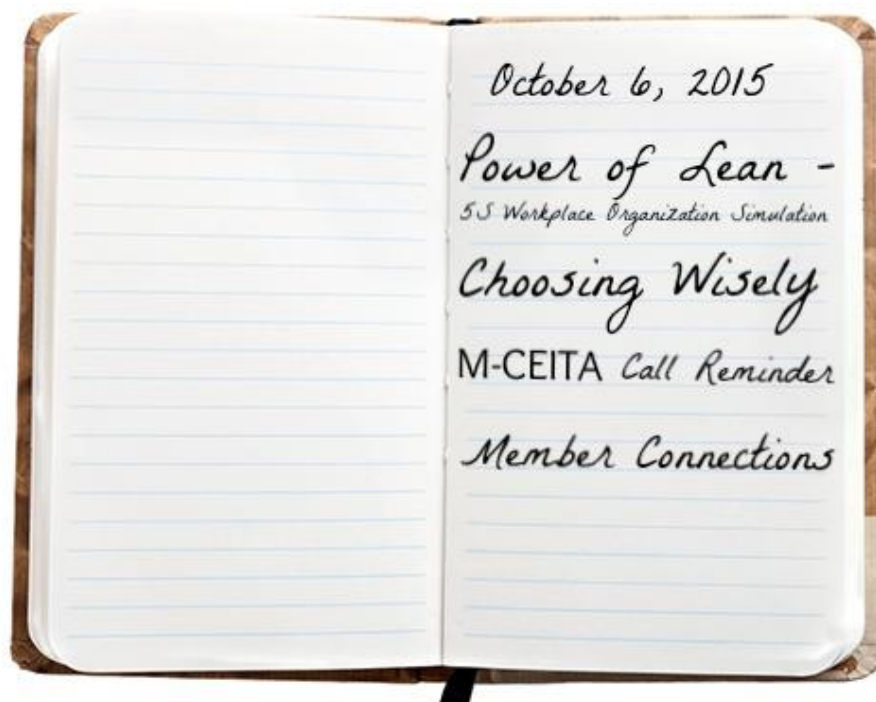 October 6, 2015
Power of Lean -
5S Workplace Organization Simulation
Choosing Wisely
M-CEITA Call Reminder
Member Connections